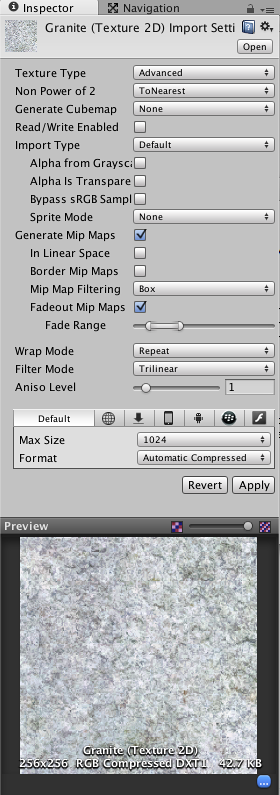 Inspector Navigation
Granite (Texture 2D) Import Setti
Open
Texture Type Advanced
Non Power of 2 ToNearest
Generate Cubemap None
Read/Write Enabled
Import Type Default
Alpha from Graysca
Alpha Is Transpare
Bypass sRGB Sampl
Sprite Mode None
Generate Mip Maps
In Linear Space
Border Mip Maps
Mip Map Filtering Box
Fadeout Mip Maps
Fade Range
Wrap Mode Repeat
Filter Mode Trilinear
Aniso Level 1
Default
Max Size 1024
Format Automatic Compressed
Revert Apply
Preview
Granite (Texture 2D)
256x256 RGB Compressed DXT1 42.7 KB